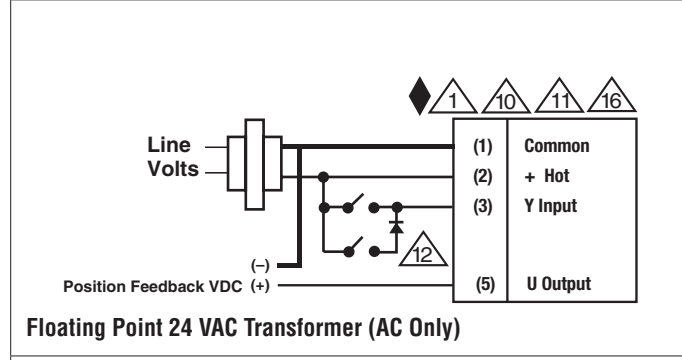 1 10 11 16
Line
Volts
(1) Common
(2) + Hot
(3) Y Input
12
(–)
Position Feedback VDC (+)
(5) U Output
Floating Point 24 VAC Transformer (AC Only)